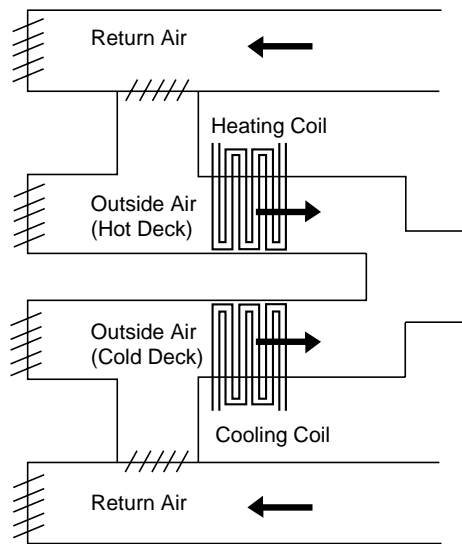 Return Air
Heating Coil
Outside Air
(Hot Deck)
Outside Air
(Cold Deck)
Cooling Coil
Return Air